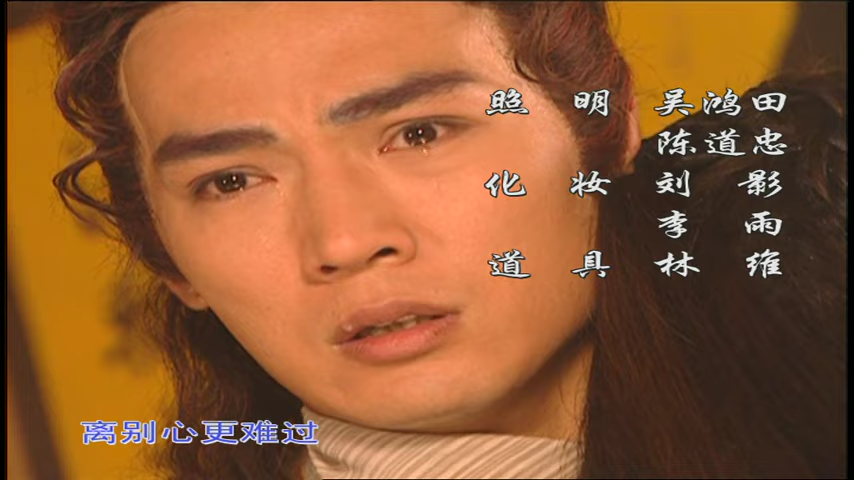 照 明 吴鸿田
陈道忠
化 妆 刘 影
李 雨
道 具 林 维
离别心更难过